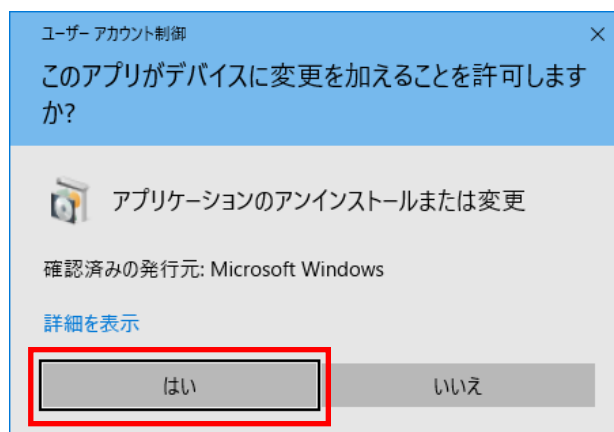 ユーザー アカウント制御
このアプリがデバイスに変更を加えることを許可します
か?
アプリケーションのアンインストールまたは変更
確認済みの発行元: Microsoft Windows
詳細を表示
はい
いいえ